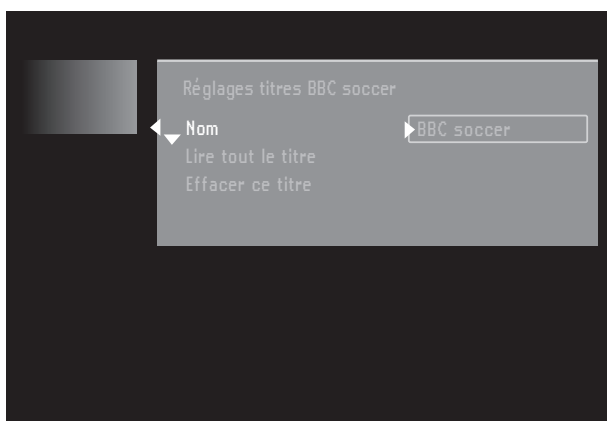 Réglages titres BBC soccer
Nom BBC soccer
Lire tout le titre
Effacer ce titre